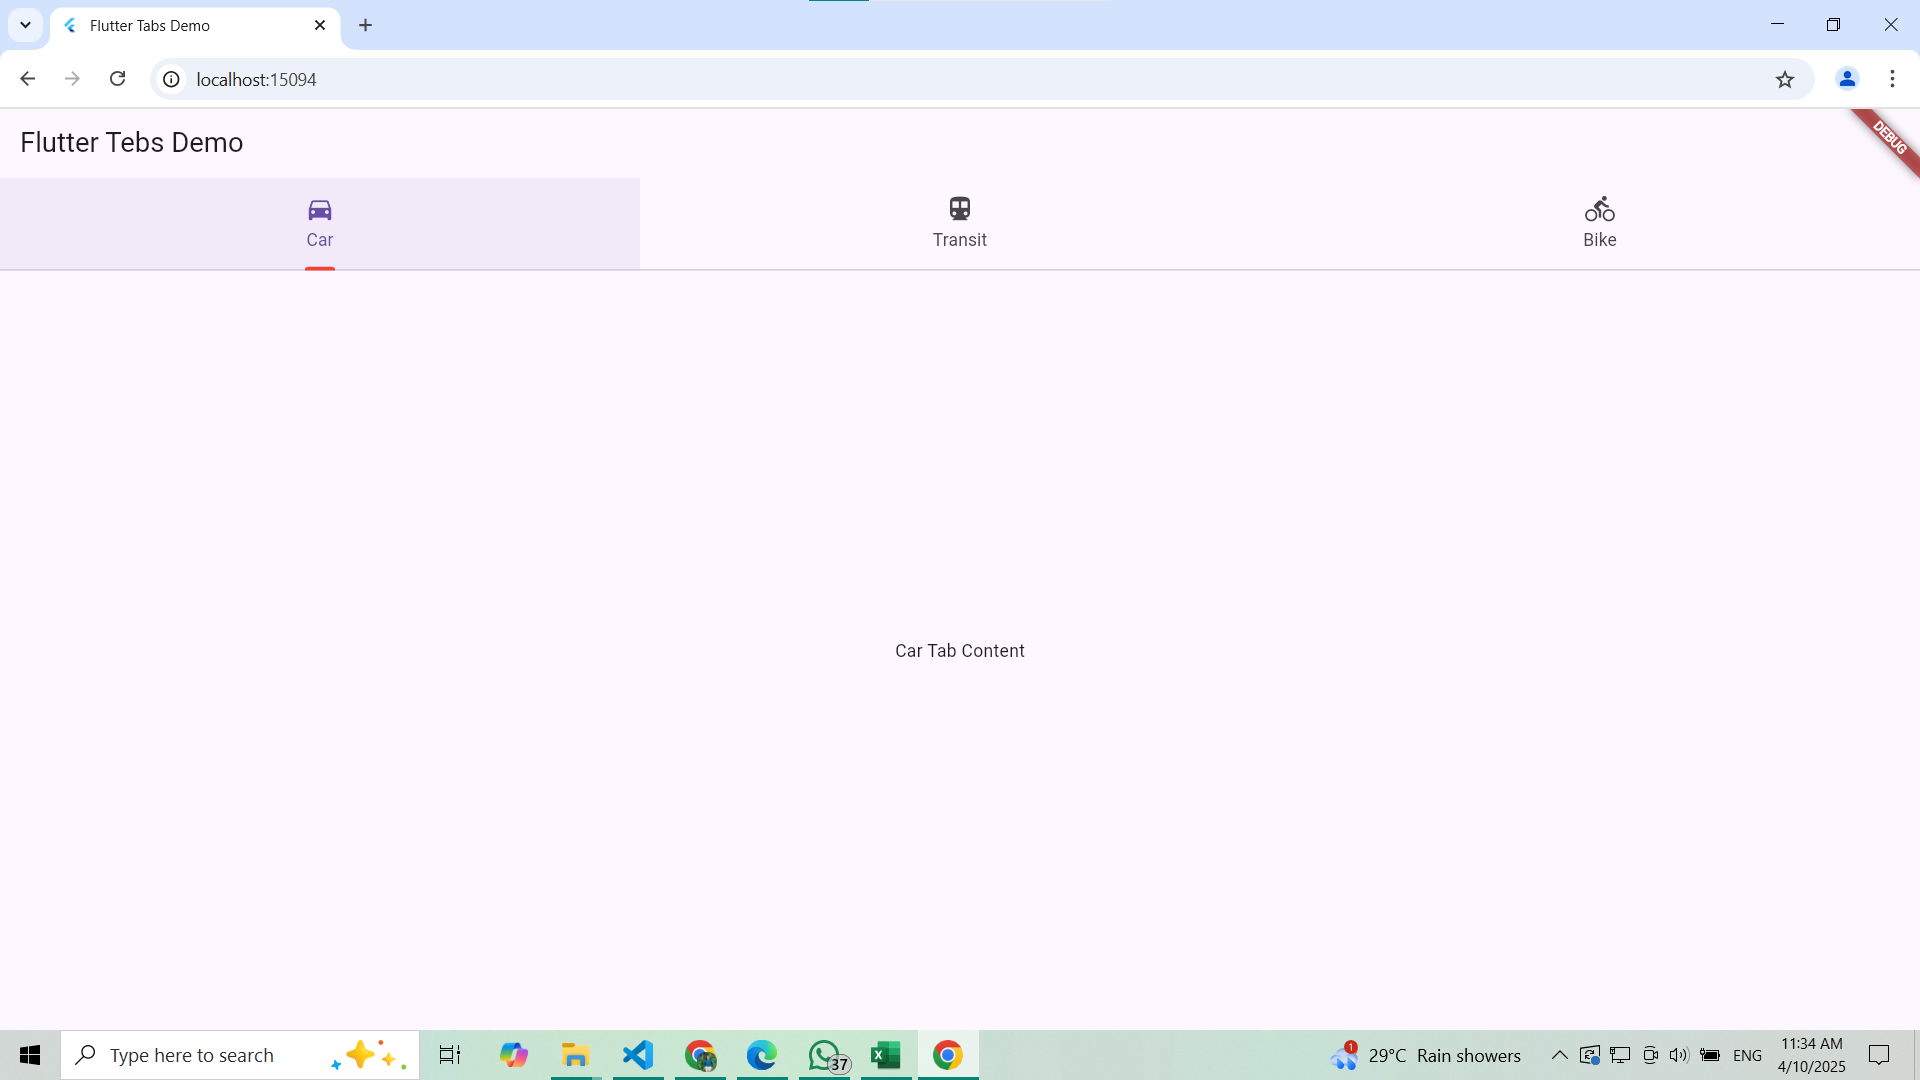 Flutter Tabs Demo
localhost:15094
Flutter Tebs Demo
DEBUG
Car
Transit
Bike
Car Tab Content
Type here to search
37
1
29°C Rain showers
ENG
11:34 AM
4/10/2025